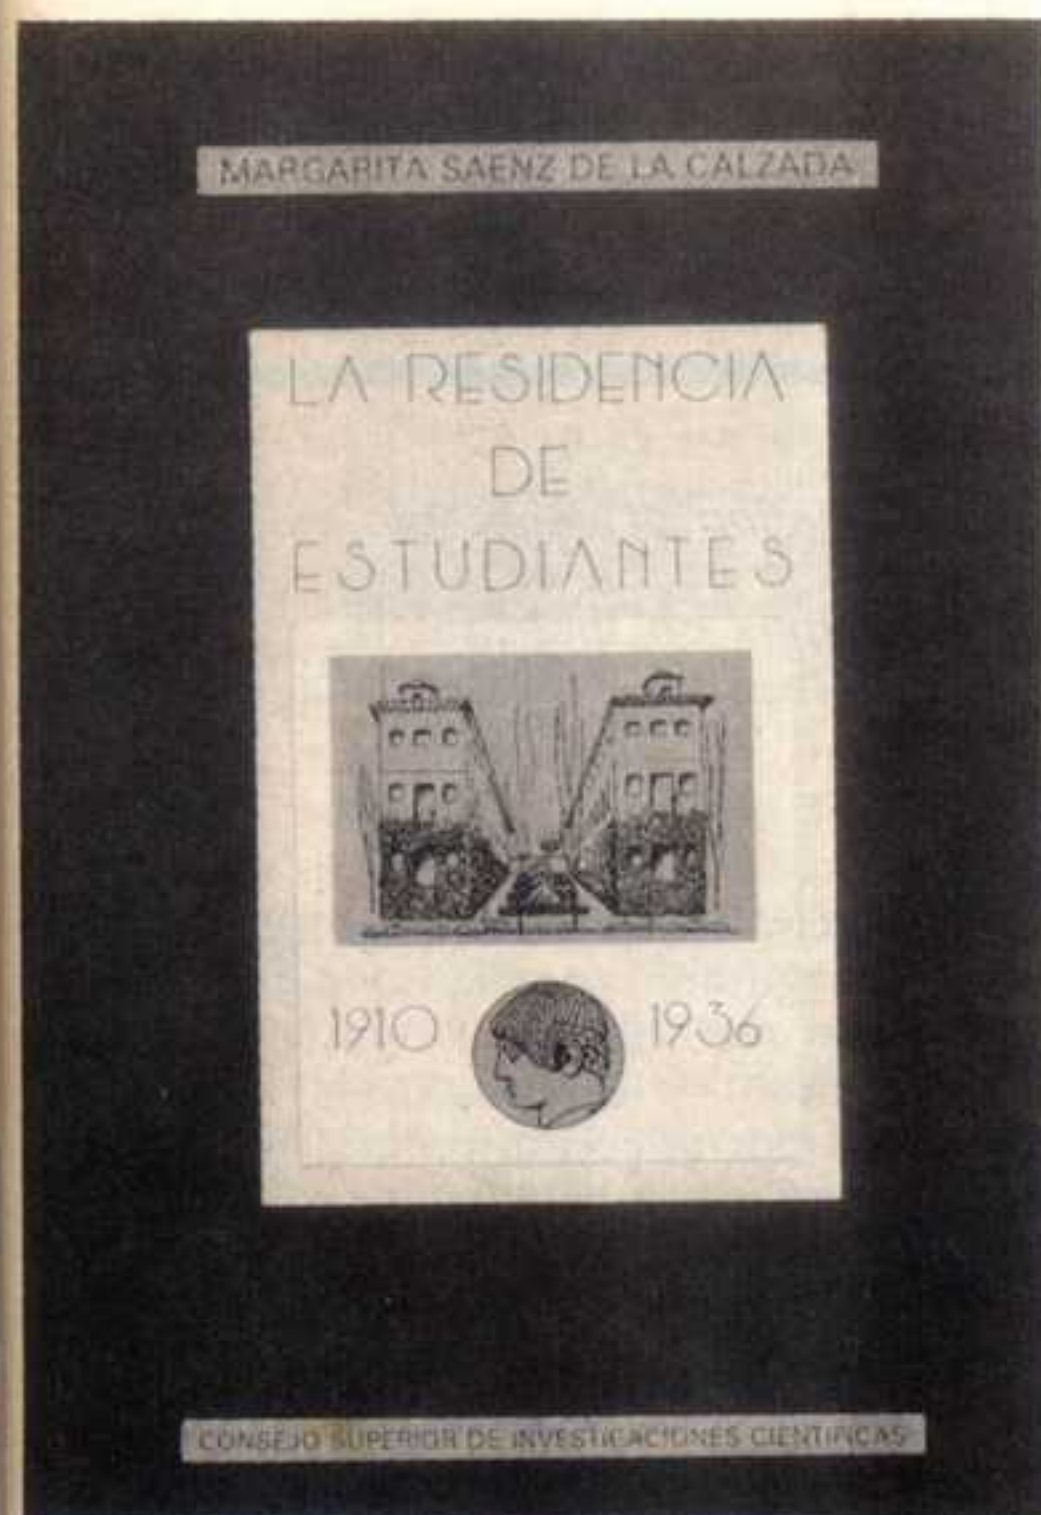 MARGARITA SAENZ DE LA CALZADA
LA RESIDENCIA
DE
ESTUDIANTES
1910 1936
CONSEJO SUPERIOR DE INVESTIGACIONES CIENTIFICAS